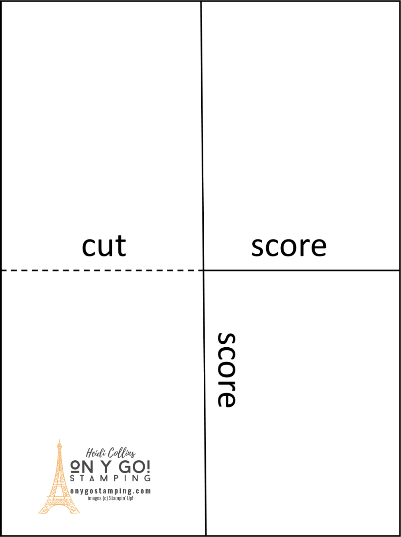 cut
score
score
Heidi Collins
ON Y GO!
STAMPING
onygostamping.com
images (c) Stampin' Up!